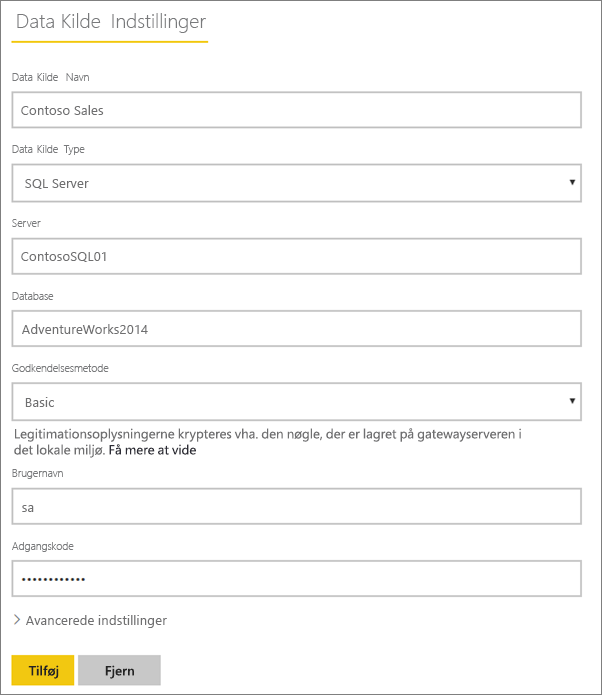 Data Kilde Indstillinger
Data Kilde Navn
Contoso Sales
Data Kilde Type
SQL Server
Server
ContosoSQL01
Database
AdventureWorks2014
Godkendelsesmetode
Basic
Legitimationsoplysningerne krypteres vha. den nøgle, der er lagret på gatewayserveren i
det lokale miljø. Få mere at vide
Brugernavn
sa
Adgangskode
••••••••••••
Avancerede indstillinger
Tilføj Fjern